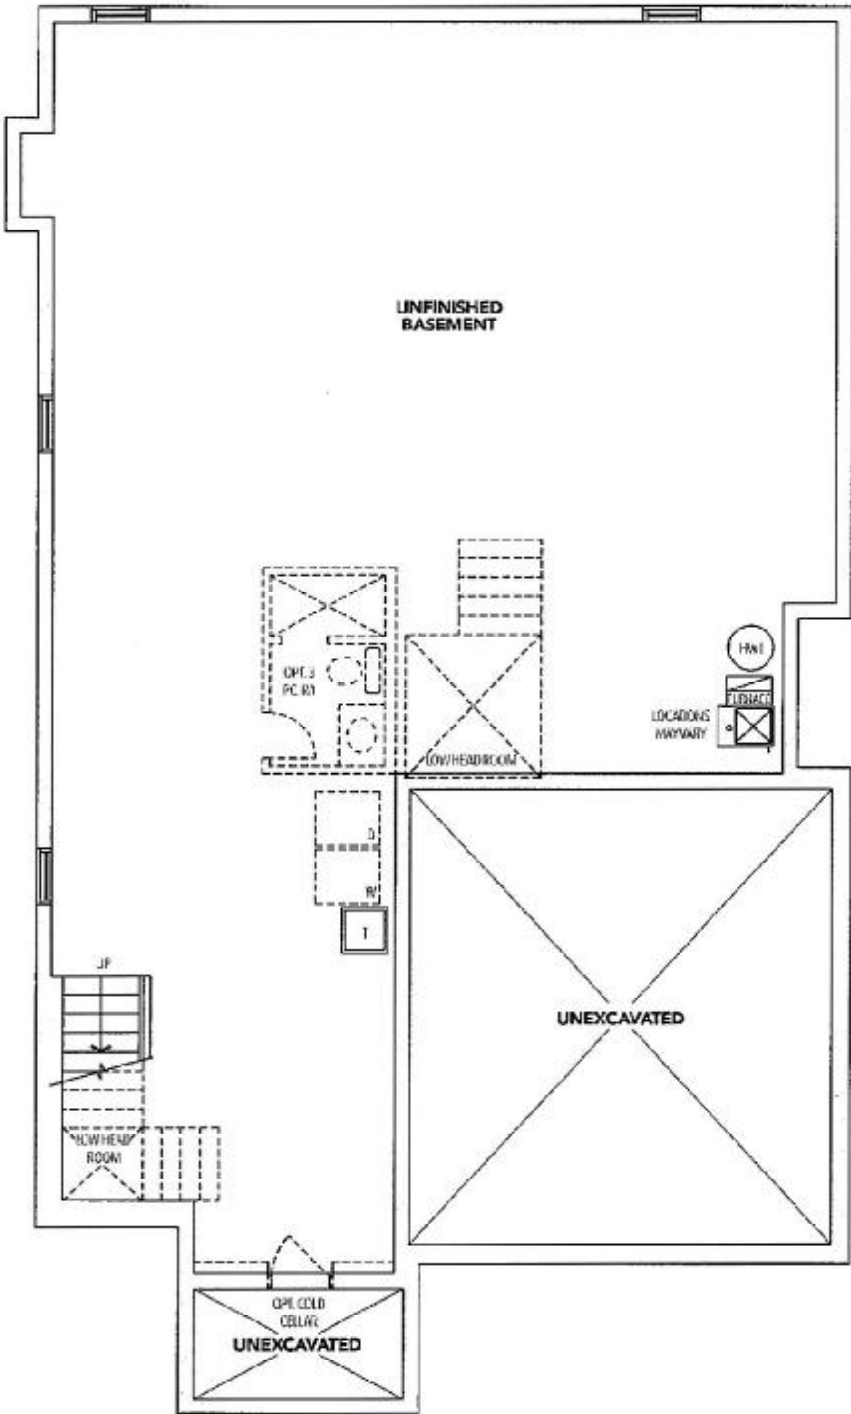 UNFINISHED
BASEMENT
OPT. 3
PC. R/I
HWT
FURNACE
LOCATIONS
MAY VARY
LOW HEADROOM
D
W
T
UP
UNEXCAVATED
LOW HEAD
ROOM
OPT. COLD
CELLAR
UNEXCAVATED